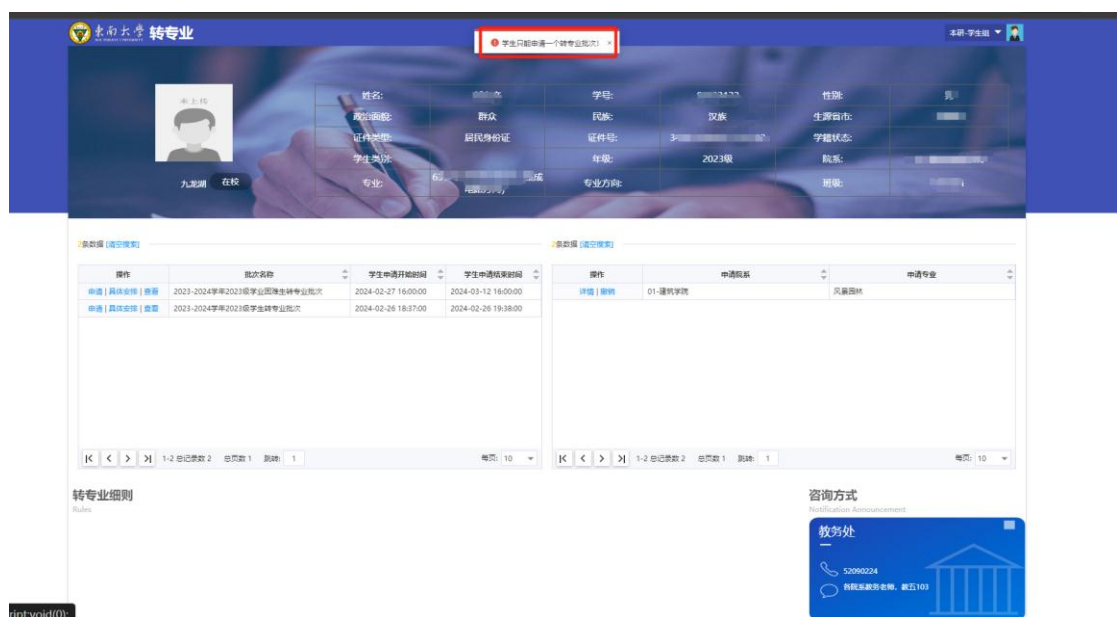 東南大學 转专业
学生只能申请一个转专业批次! ×
本研-学生组
未上传
九龙湖 在校
姓名: 学号: 性别: 男
政治面貌: 群众 民族: 汉族 生源省市:
证件类型: 居民身份证 证件号: 学籍状态:
学生类别: 年级: 2023级 院系:
专业: 专业方向: 班级:
2条数据 [清空搜索]
操作 批次名称 学生申请开始时间 学生申请结束时间
申请 | 具体安排 | 查看 2023-2024学年2023级学业困难生转专业批次 2024-02-27 16:00:00 2024-03-12 16:00:00
申请 | 具体安排 | 查看 2023-2024学年2023级学生转专业批次 2024-02-26 18:37:00 2024-02-26 19:38:00
1-2 总记录数 2 总页数 1 跳转: 1 每页: 10
2条数据 [清空搜索]
操作 申请院系 申请专业
详情 | 撤销 01-建筑学院 风景园林
1-2 总记录数 2 总页数 1 跳转: 1 每页: 10
转专业细则
Rules
咨询方式
Notification Announcement
教务处
52090224
各院系教务老师、教五103
rint:void(0);